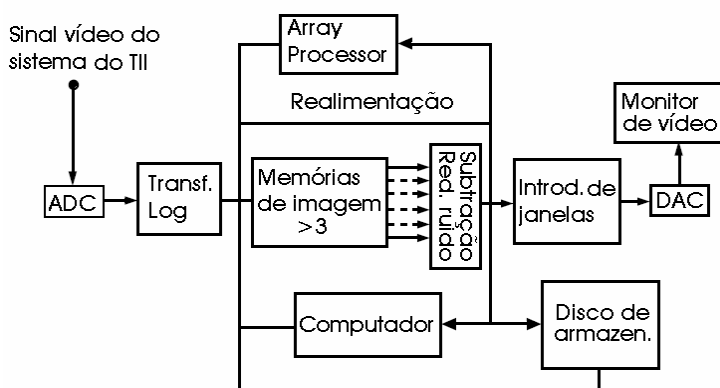 Sinal vídeo do
sistema do TII
Array
Processor
Realimentação
Monitor
de vídeo
ADC
Transf.
Log
Memórias
de imagem
>3
Subtração
Red. ruido
Introd. de
janelas
DAC
Computador
Disco de
armazen.